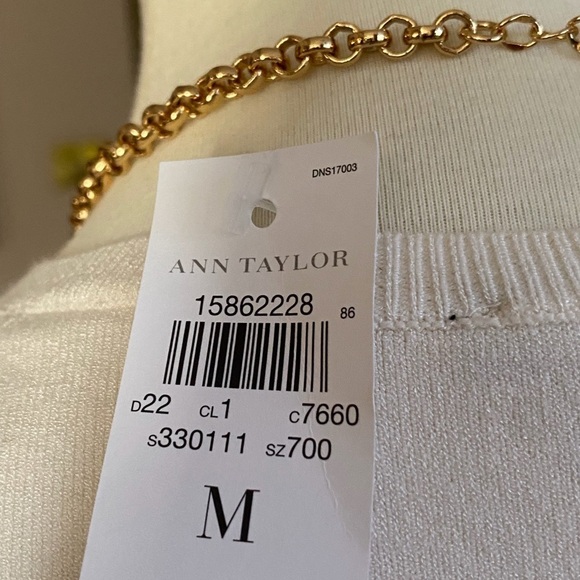 DNS17003
ANN TAYLOR
15862228 86
D22 CL1 C7660
S330111 SZ700
M